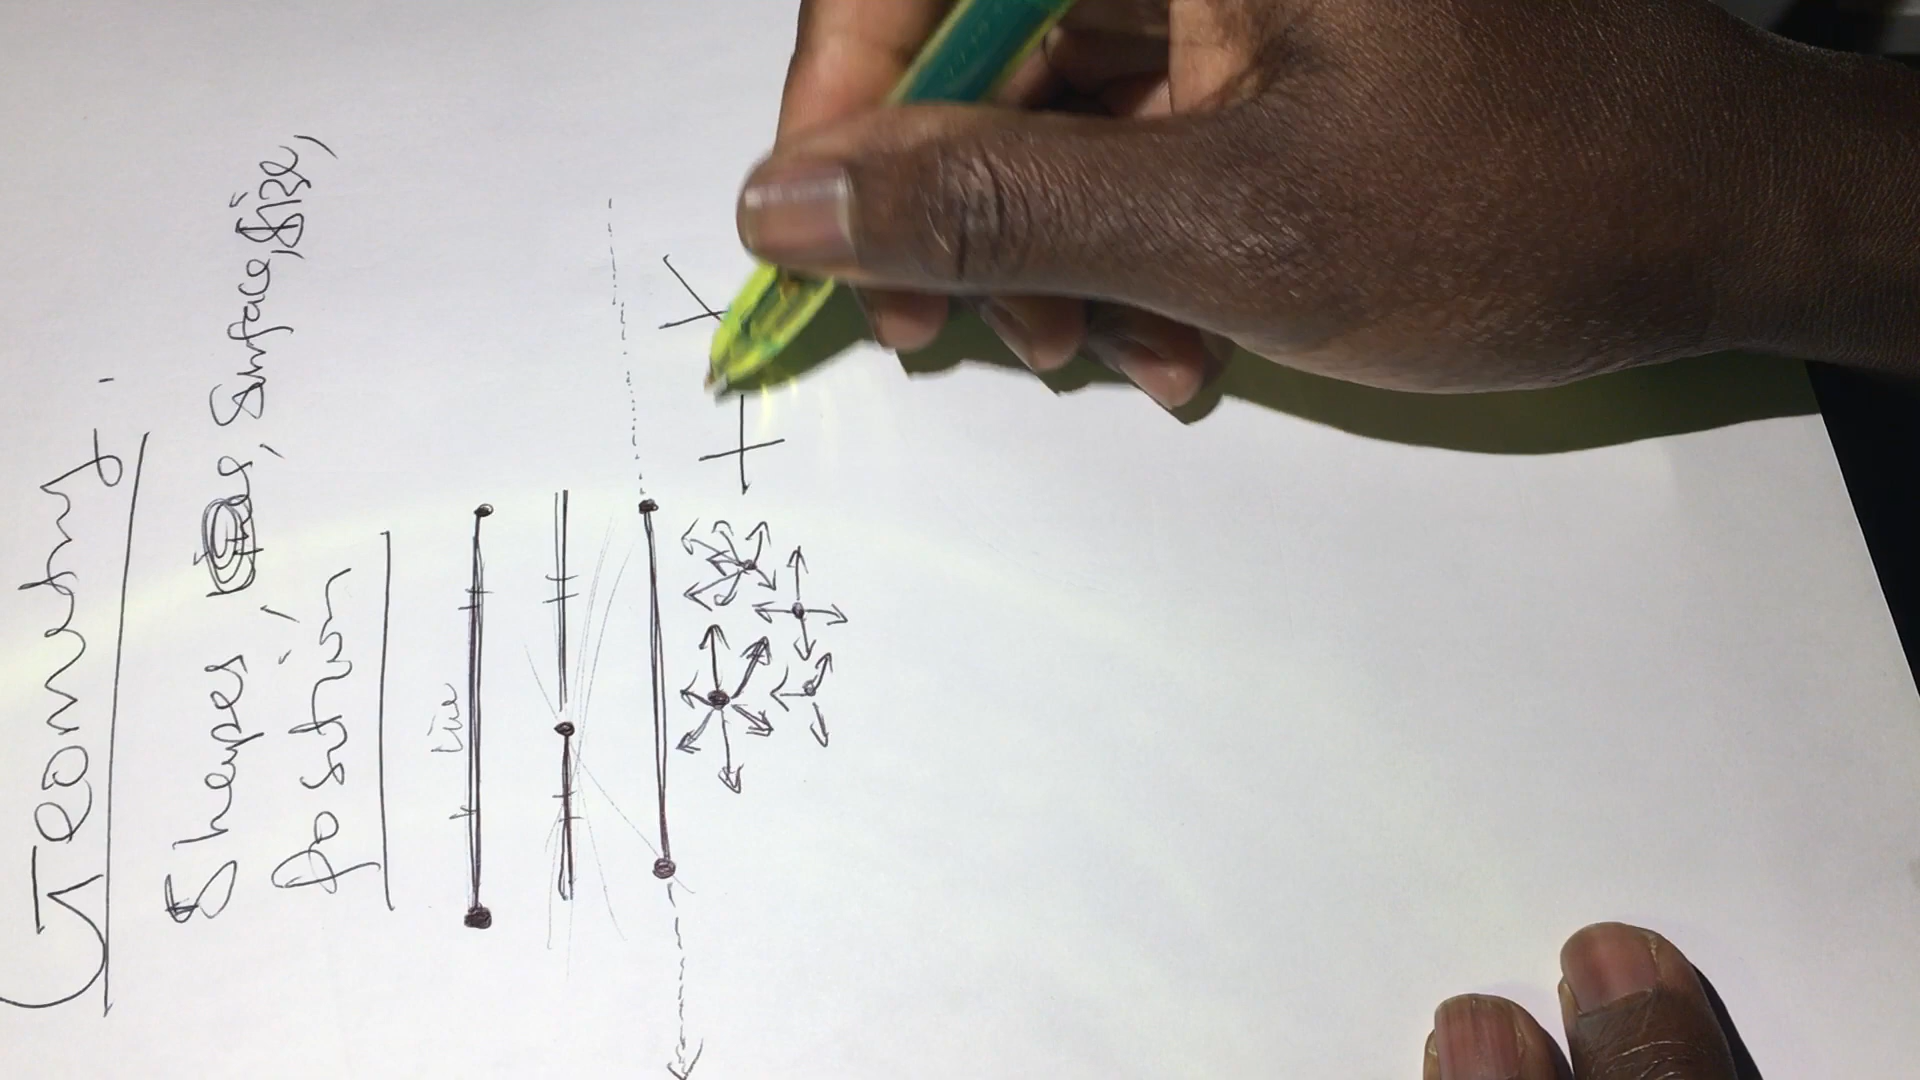 Geometry.
Shapes, Surface, Size,
position
line